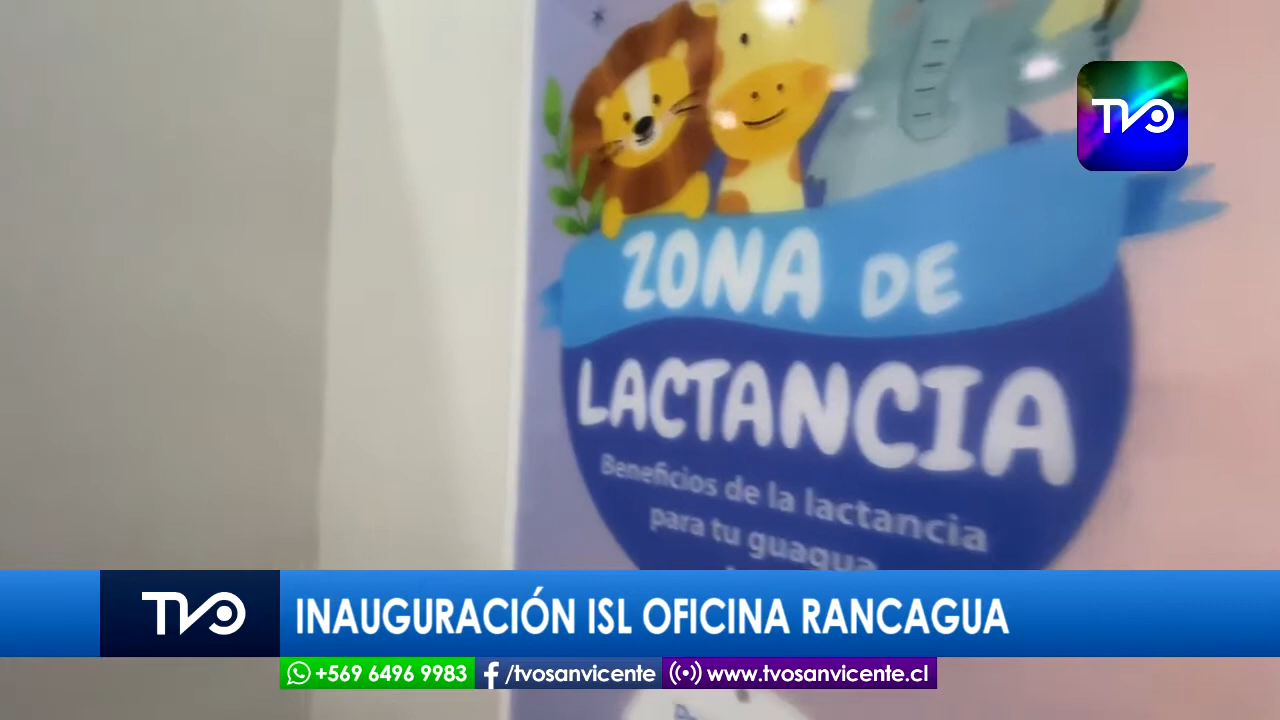 TVO
ZONA DE
LACTANCIA
Beneficios de la lactancia
para tu guagua
TVO
INAUGURACIÓN ISL OFICINA RANCAGUA
+569 6496 9983
/tvosanvicente
www.tvosanvicente.cl